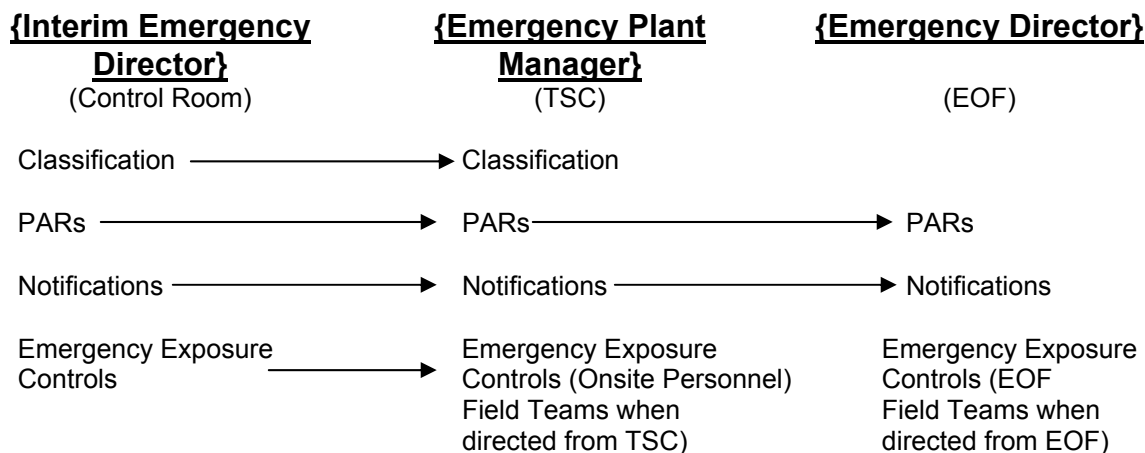 {Interim Emergency Director}
(Control Room)
{Emergency Plant Manager}
(TSC)
{Emergency Director}
(EOF)
Classification
Classification
PARs
PARs
PARs
Notifications
Notifications
Notifications
Emergency Exposure
Controls
Emergency Exposure
Controls (Onsite Personnel)
Field Teams when
directed from TSC)
Emergency Exposure
Controls (EOF
Field Teams when
directed from EOF)